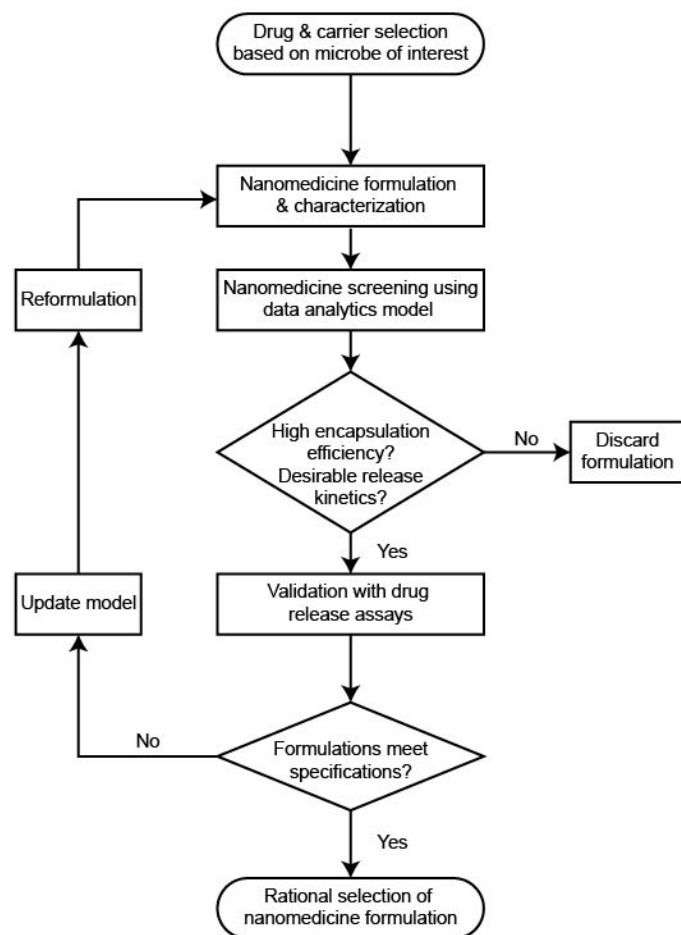 Drug & carrier selection
based on microbe of interest
Nanomedicine formulation
& characterization
Reformulation
Nanomedicine screening using
data analytics model
High encapsulation
efficiency?
Desirable release
kinetics?
No
Discard
formulation
Yes
Update model
Validation with drug
release assays
No
Formulations meet
specifications?
Yes
Rational selection of
nanomedicine formulation